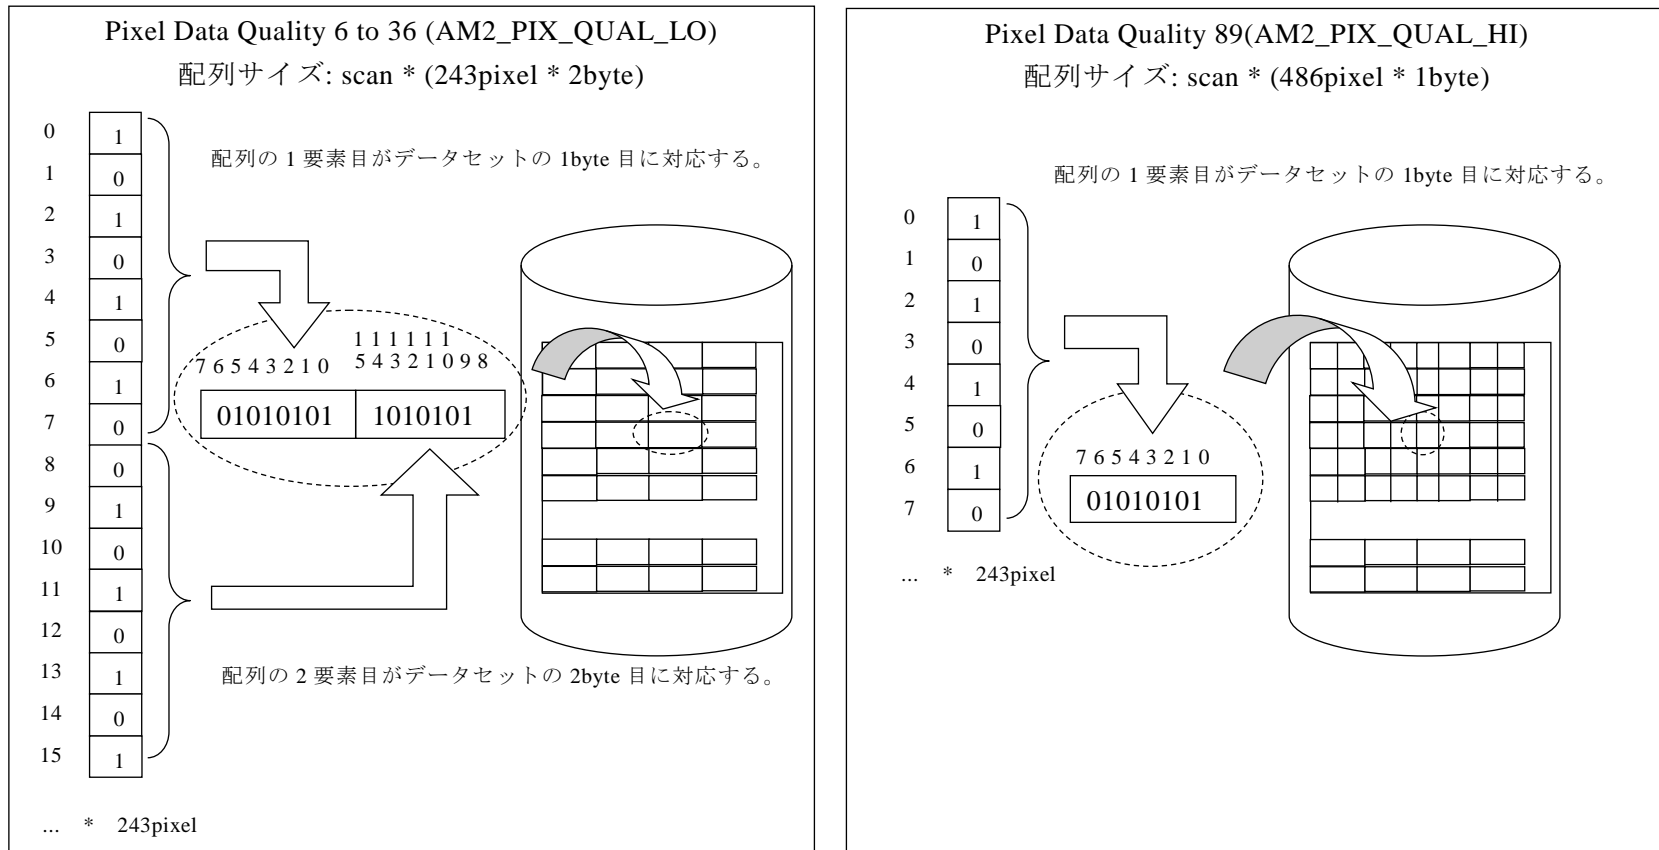 Pixel Data Quality 6 to 36 (AM2_PIX_QUAL_LO)
配列サイズ: scan * (243pixel * 2byte)
配列の 1 要素目がデータセットの 1byte 目に対応する。
0 1
1 0
2 1
3 0
4 1
5 0
6 1
7 0
8 0
9 1
10 0
11 1
12 0
13 1
14 0
15 1
1 1 1 1 1 1
7 6 5 4 3 2 1 0 5 4 3 2 1 0 9 8
01010101 1010101
配列の 2 要素目がデータセットの 2byte 目に対応する。
... * 243pixel
Pixel Data Quality 89(AM2_PIX_QUAL_HI)
配列サイズ: scan * (486pixel * 1byte)
配列の 1 要素目がデータセットの 1byte 目に対応する。
0 1
1 0
2 1
3 0
4 1
5 0
6 1
7 0
7 6 5 4 3 2 1 0
01010101
... * 243pixel